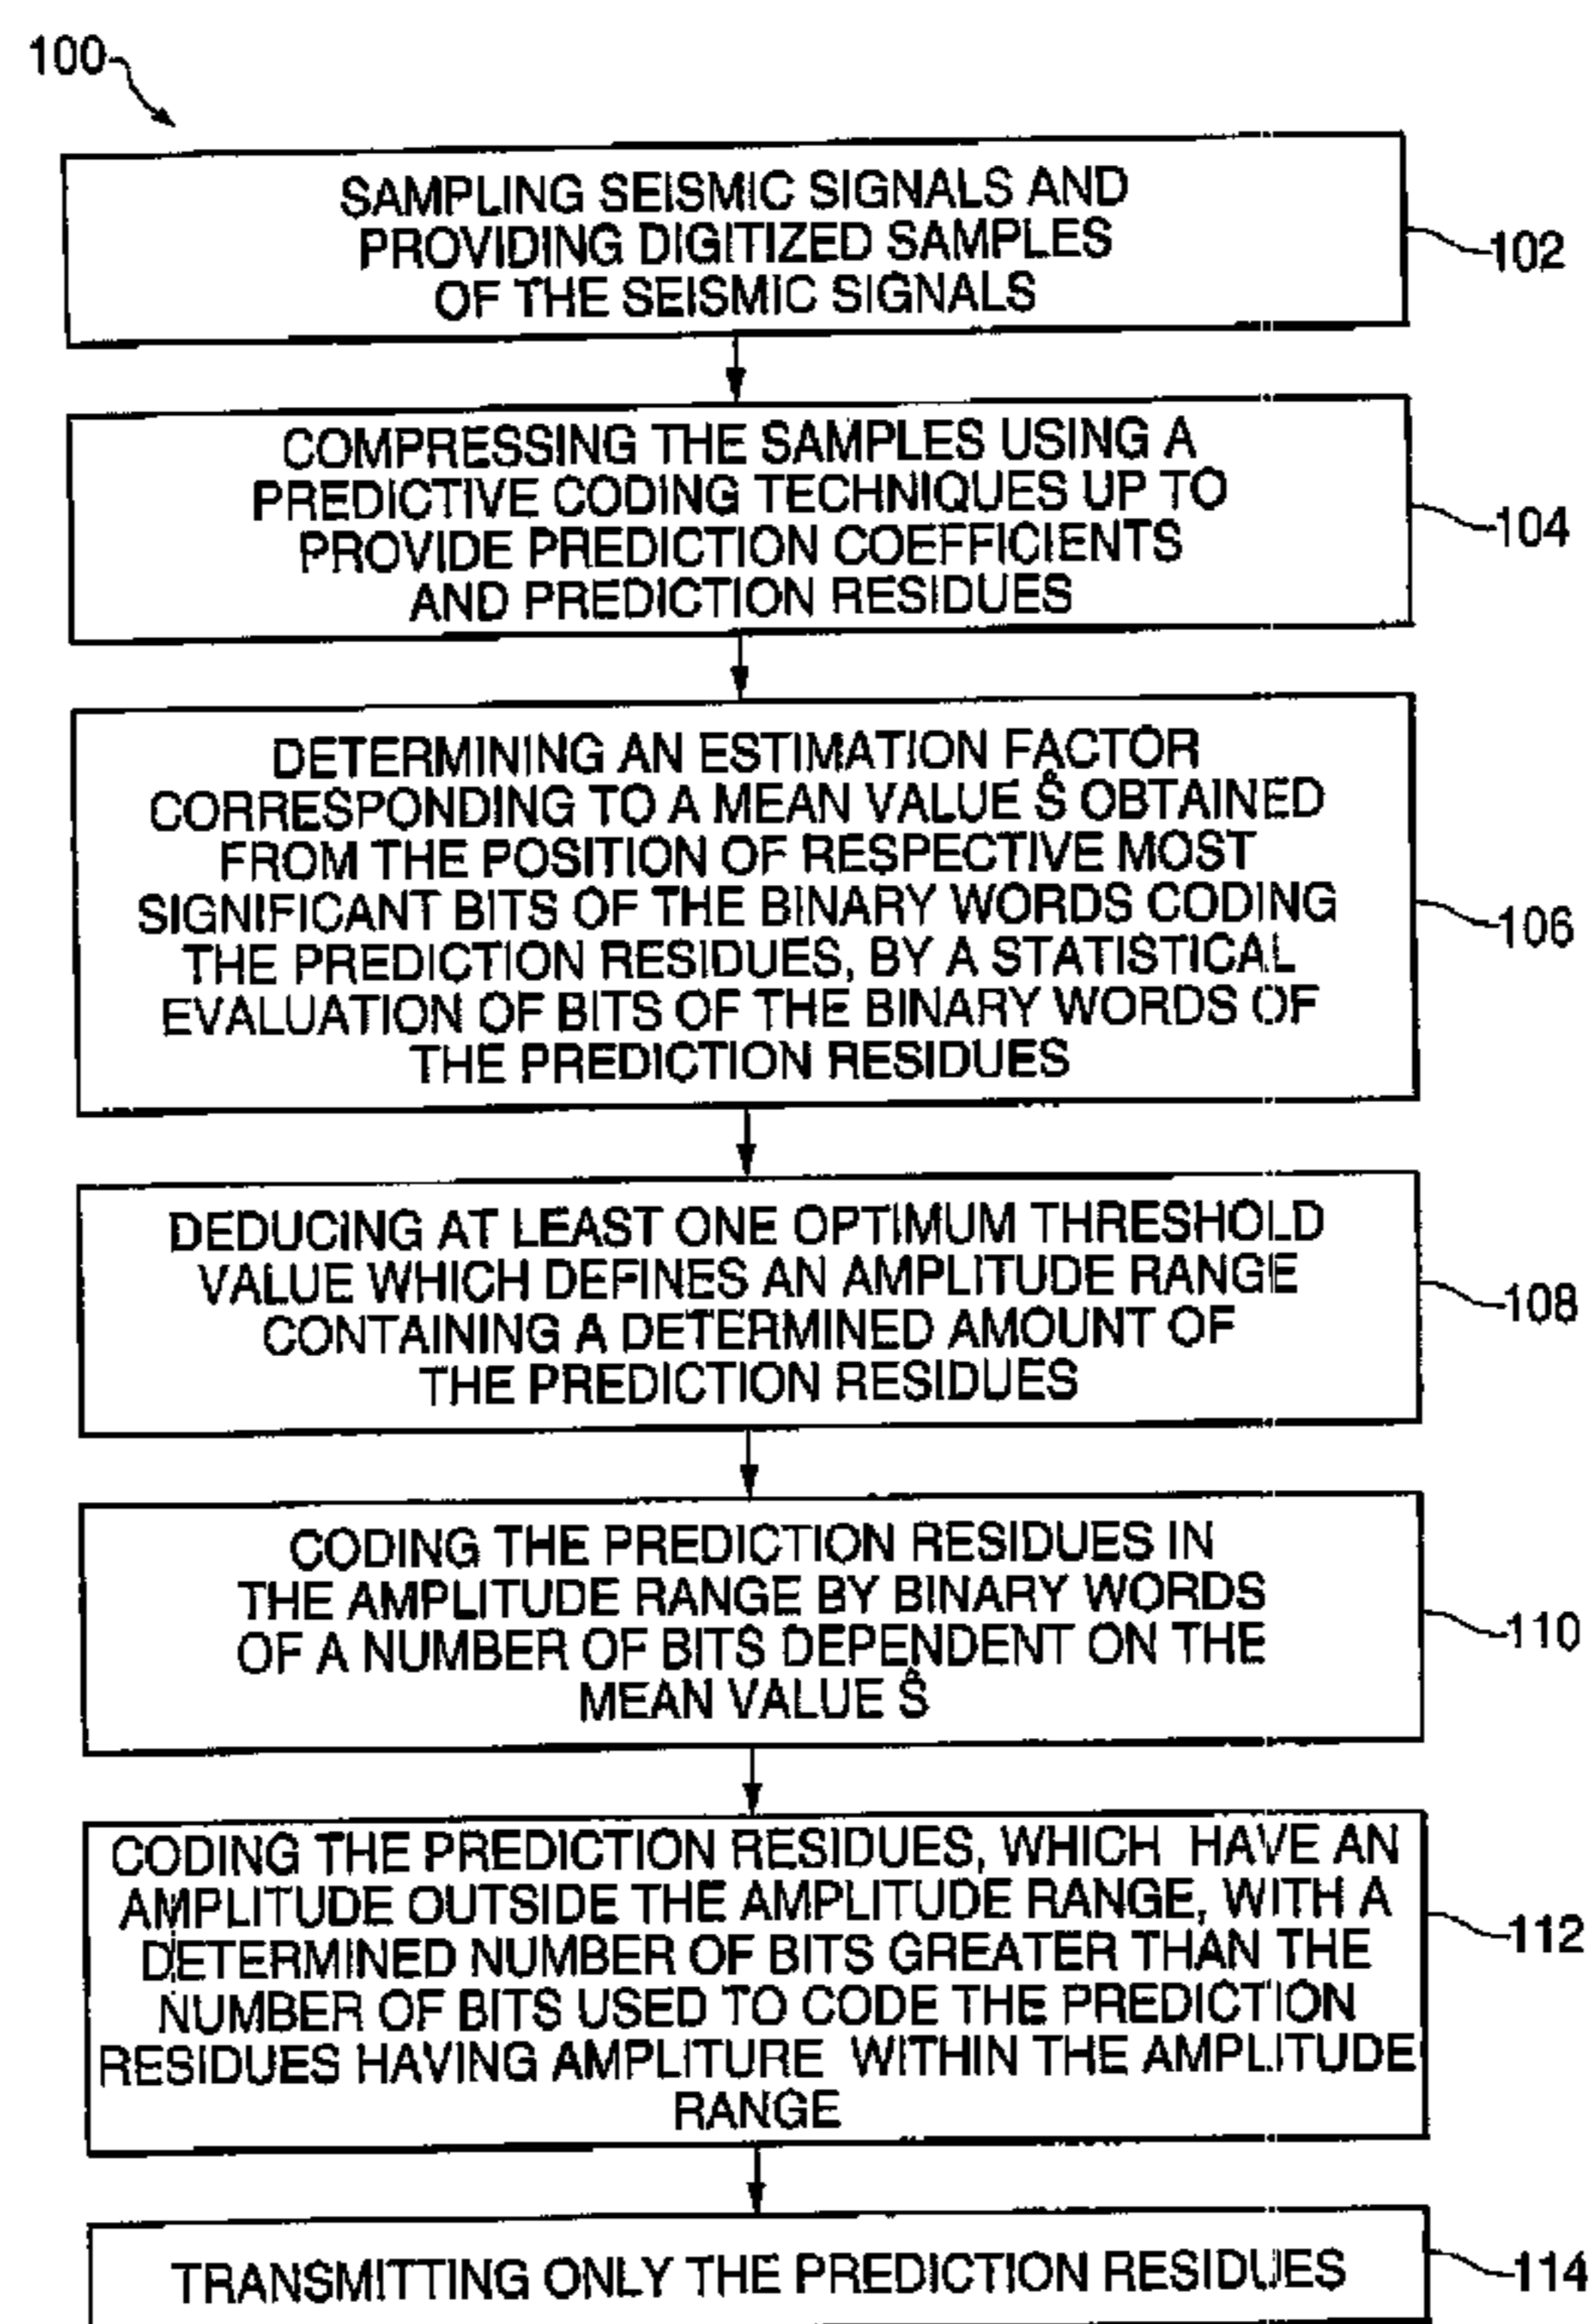 100
SAMPLING SEISMIC SIGNALS AND
PROVIDING DIGITIZED SAMPLES
OF THE SEISMIC SIGNALS
102
COMPRESSING THE SAMPLES USING A
PREDICTIVE CODING TECHNIQUES UP TO
PROVIDE PREDICTION COEFFICIENTS
AND PREDICTION RESIDUES
104
DETERMINING AN ESTIMATION FACTOR
CORRESPONDING TO A MEAN VALUE Ŝ OBTAINED
FROM THE POSITION OF RESPECTIVE MOST
SIGNIFICANT BITS OF THE BINARY WORDS CODING
THE PREDICTION RESIDUES, BY A STATISTICAL
EVALUATION OF BITS OF THE BINARY WORDS OF
THE PREDICTION RESIDUES
106
DEDUCING AT LEAST ONE OPTIMUM THRESHOLD
VALUE WHICH DEFINES AN AMPLITUDE RANGE
CONTAINING A DETERMINED AMOUNT OF
THE PREDICTION RESIDUES
108
CODING THE PREDICTION RESIDUES IN
THE AMPLITUDE RANGE BY BINARY WORDS
OF A NUMBER OF BITS DEPENDENT ON THE
MEAN VALUE Ŝ
110
CODING THE PREDICTION RESIDUES, WHICH HAVE AN
AMPLITUDE OUTSIDE THE AMPLITUDE RANGE, WITH A
DETERMINED NUMBER OF BITS GREATER THAN THE
NUMBER OF BITS USED TO CODE THE PREDICTION
RESIDUES HAVING AMPLITURE WITHIN THE AMPLITUDE
RANGE
112
TRANSMITTING ONLY THE PREDICTION RESIDUES
114